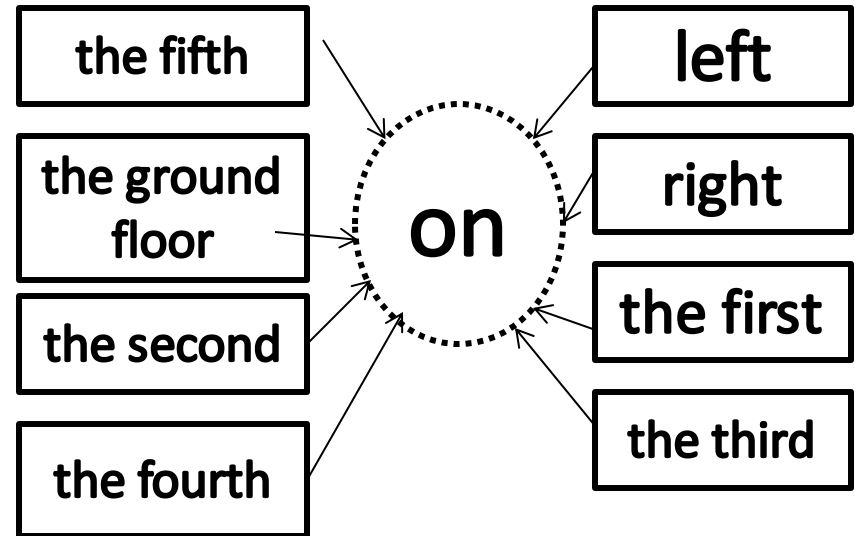 the fifth
the ground
floor
the second
the fourth
on
left
right
the first
the third